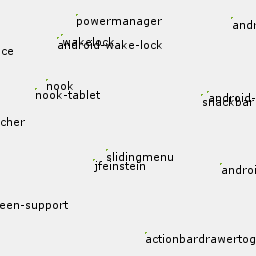 powermanager
andr
wakelock
android-wake-lock
ce
nook
nook-tablet
android-
snackbar
cher
slidingmenu
jfeinstein
androi
een-support
actionbardrawertog